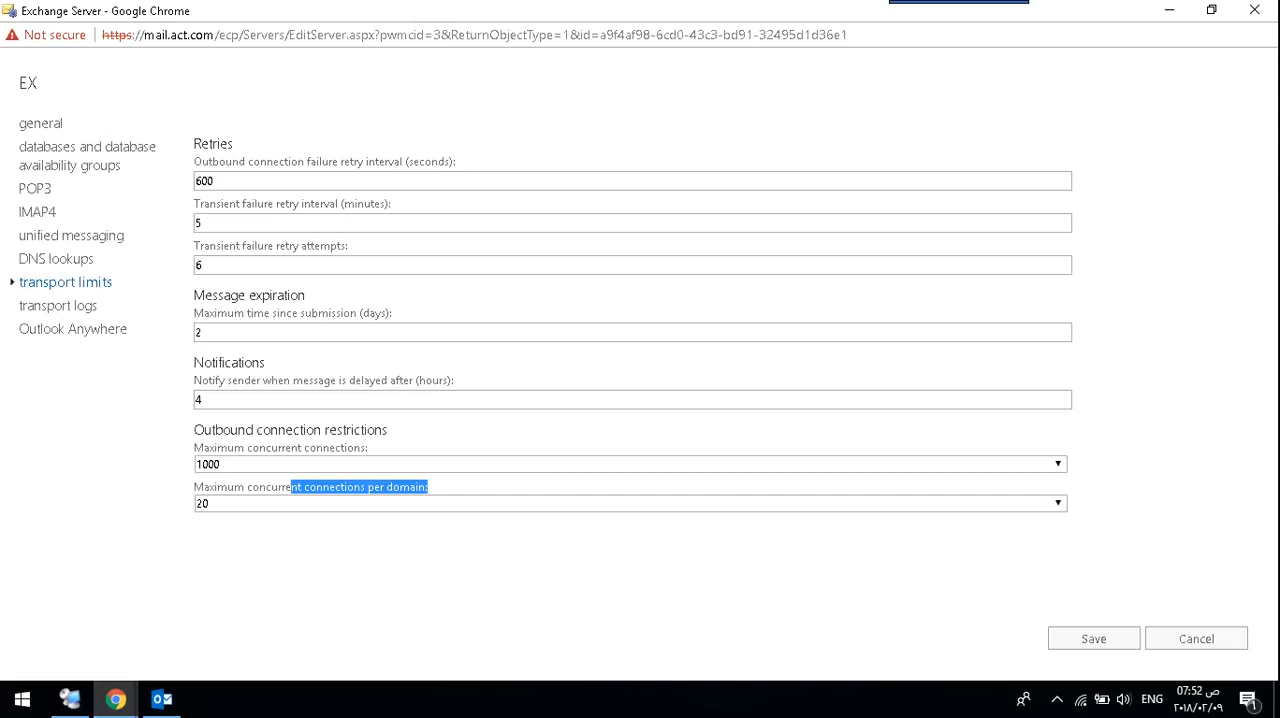 Exchange Server - Google Chrome
Not secure | https://mail.act.com/ecp/Servers/EditServer.aspx?pwmcid=3&ReturnObjectType=1&id=a9f4af98-6cd0-43c3-bd91-32495d1d36e1
EX
general
databases and database
availability groups
POP3
IMAP4
unified messaging
DNS lookups
transport limits
transport logs
Outlook Anywhere
Retries
Outbound connection failure retry interval (seconds):
600
Transient failure retry interval (minutes):
5
Transient failure retry attempts:
6
Message expiration
Maximum time since submission (days):
2
Notifications
Notify sender when message is delayed after (hours):
4
Outbound connection restrictions
Maximum concurrent connections:
1000
Maximum concurrent connections per domain:
20
Save
Cancel
ENG
07:52 ص
٢٠١٨/٠٢/٠٩
1